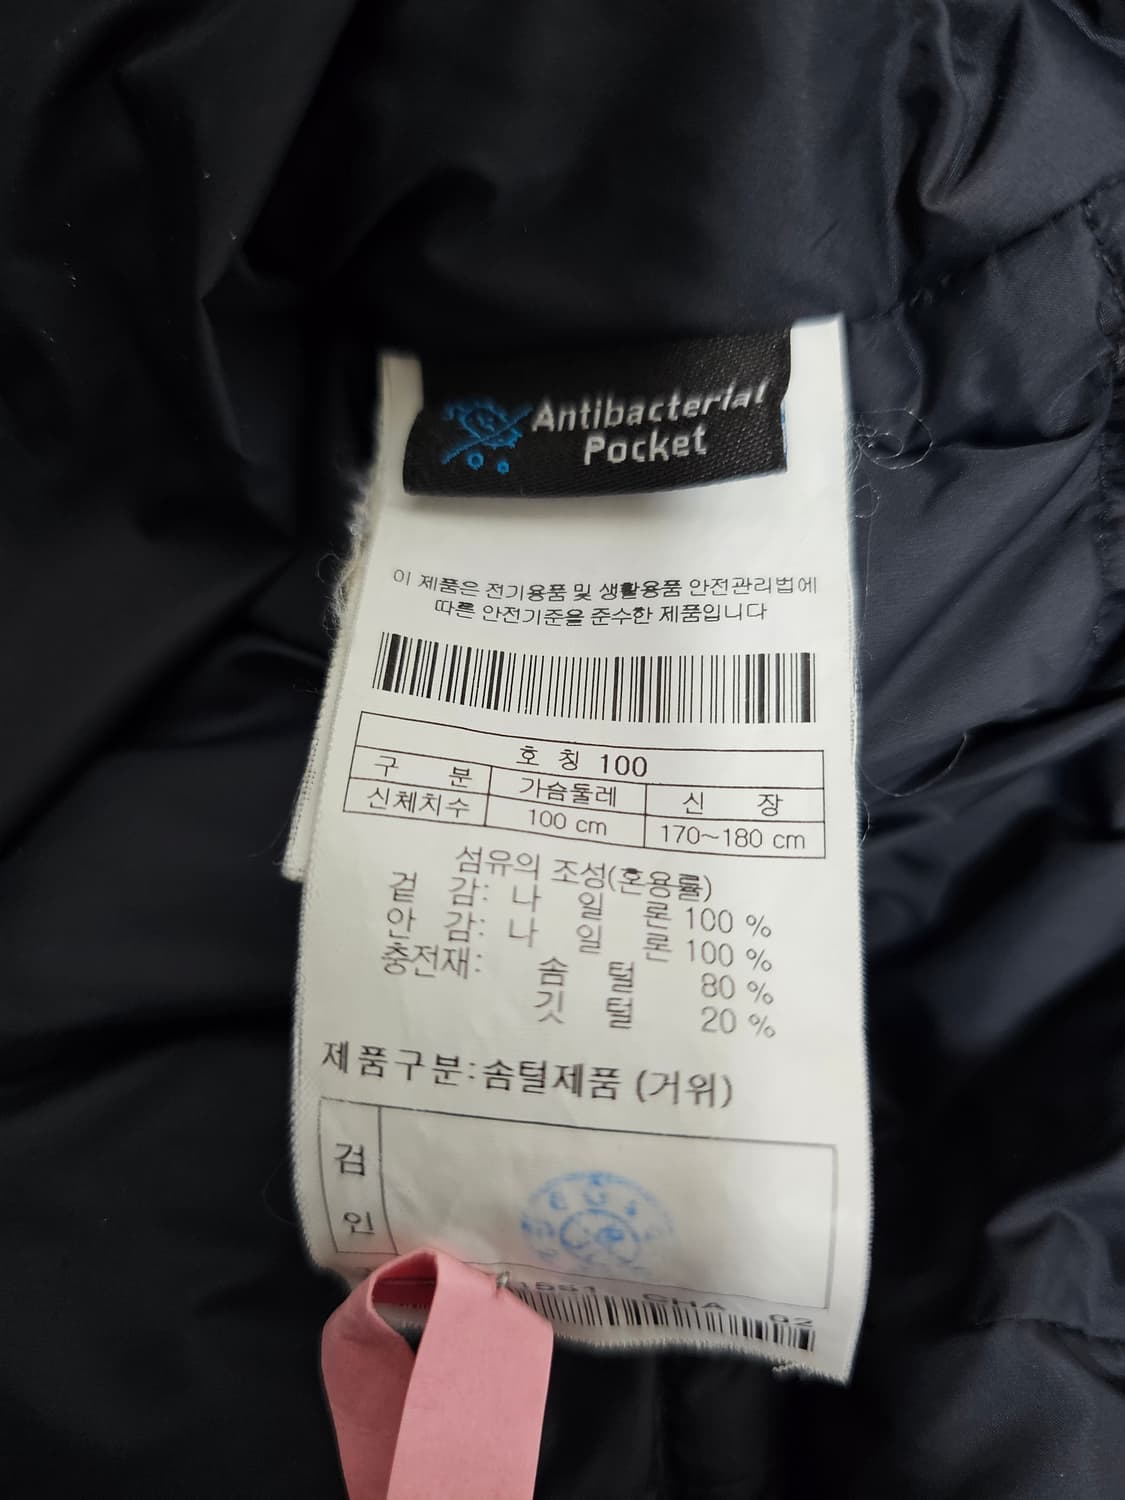 Antibacterial
Pocket
이 제품은 전기용품 및 생활용품 안전관리법에
따른 안전기준을 준수한 제품입니다
호 칭 100
구 분 가슴둘레 신 장
신체치수 100 cm 170~180 cm
섬유의 조성(혼용률)
겉 감: 나 일 론 100 %
안 감: 나 일 론 100 %
충전재: 솜 털 80 %
깃 털 20 %
제품구분:솜털제품 (거위)
검
인
CHA 02